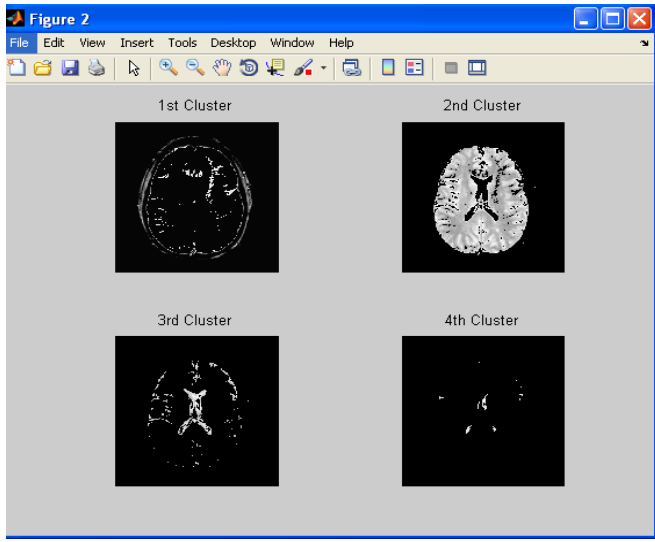 Figure 2
File Edit View Insert Tools Desktop Window Help
1st Cluster 2nd Cluster
3rd Cluster 4th Cluster